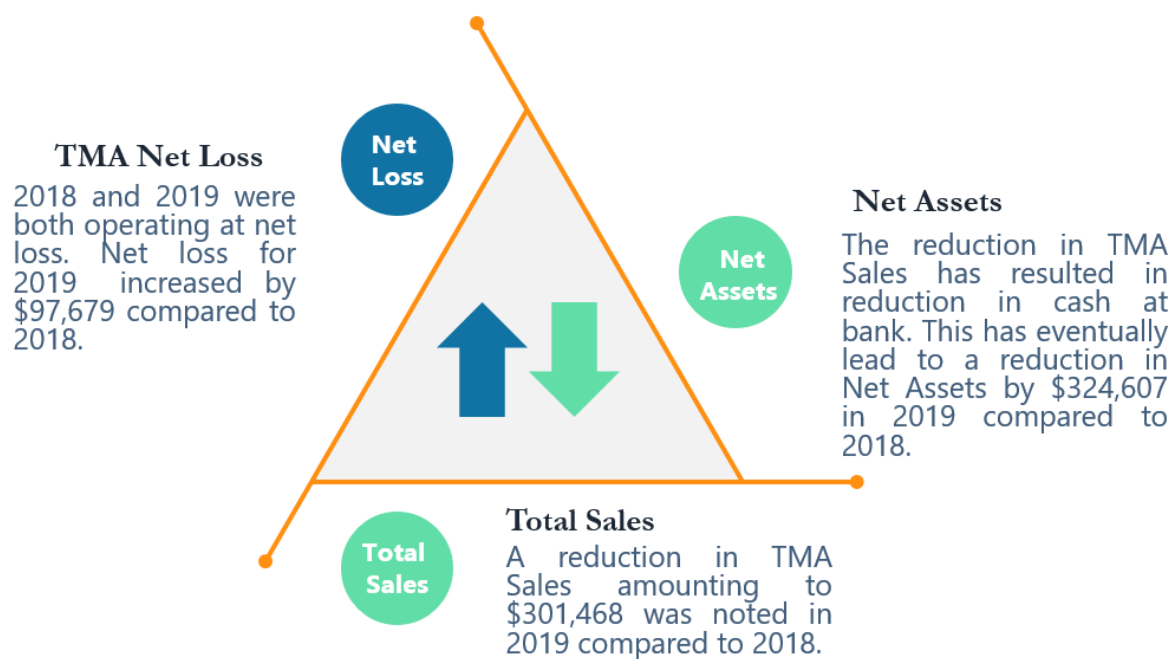 Net
Loss
TMA Net Loss
2018 and 2019 were
both operating at net
loss. Net loss for
2019 increased by
$97,679 compared to
2018.
Net
Assets
Net Assets
The reduction in TMA
Sales has resulted in
reduction in cash at
bank. This has eventually
lead to a reduction in
Net Assets by $324,607
in 2019 compared to
2018.
Total
Sales
Total Sales
A reduction in TMA
Sales amounting to
$301,468 was noted in
2019 compared to 2018.